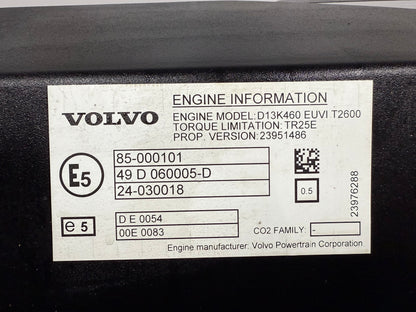 VOLVO
ENGINE INFORMATION
ENGINE MODEL:D13K460 EUVI T2600
TORQUE LIMITATION: TR25E
PROP. VERSION:23951486
E5
85-000101
49 D 060005-D
24-030018
0.5
23976288
e 5
D E 0054
00E 0083
CO2 FAMILY: -
Engine manufacturer: Volvo Powertrain Corporation